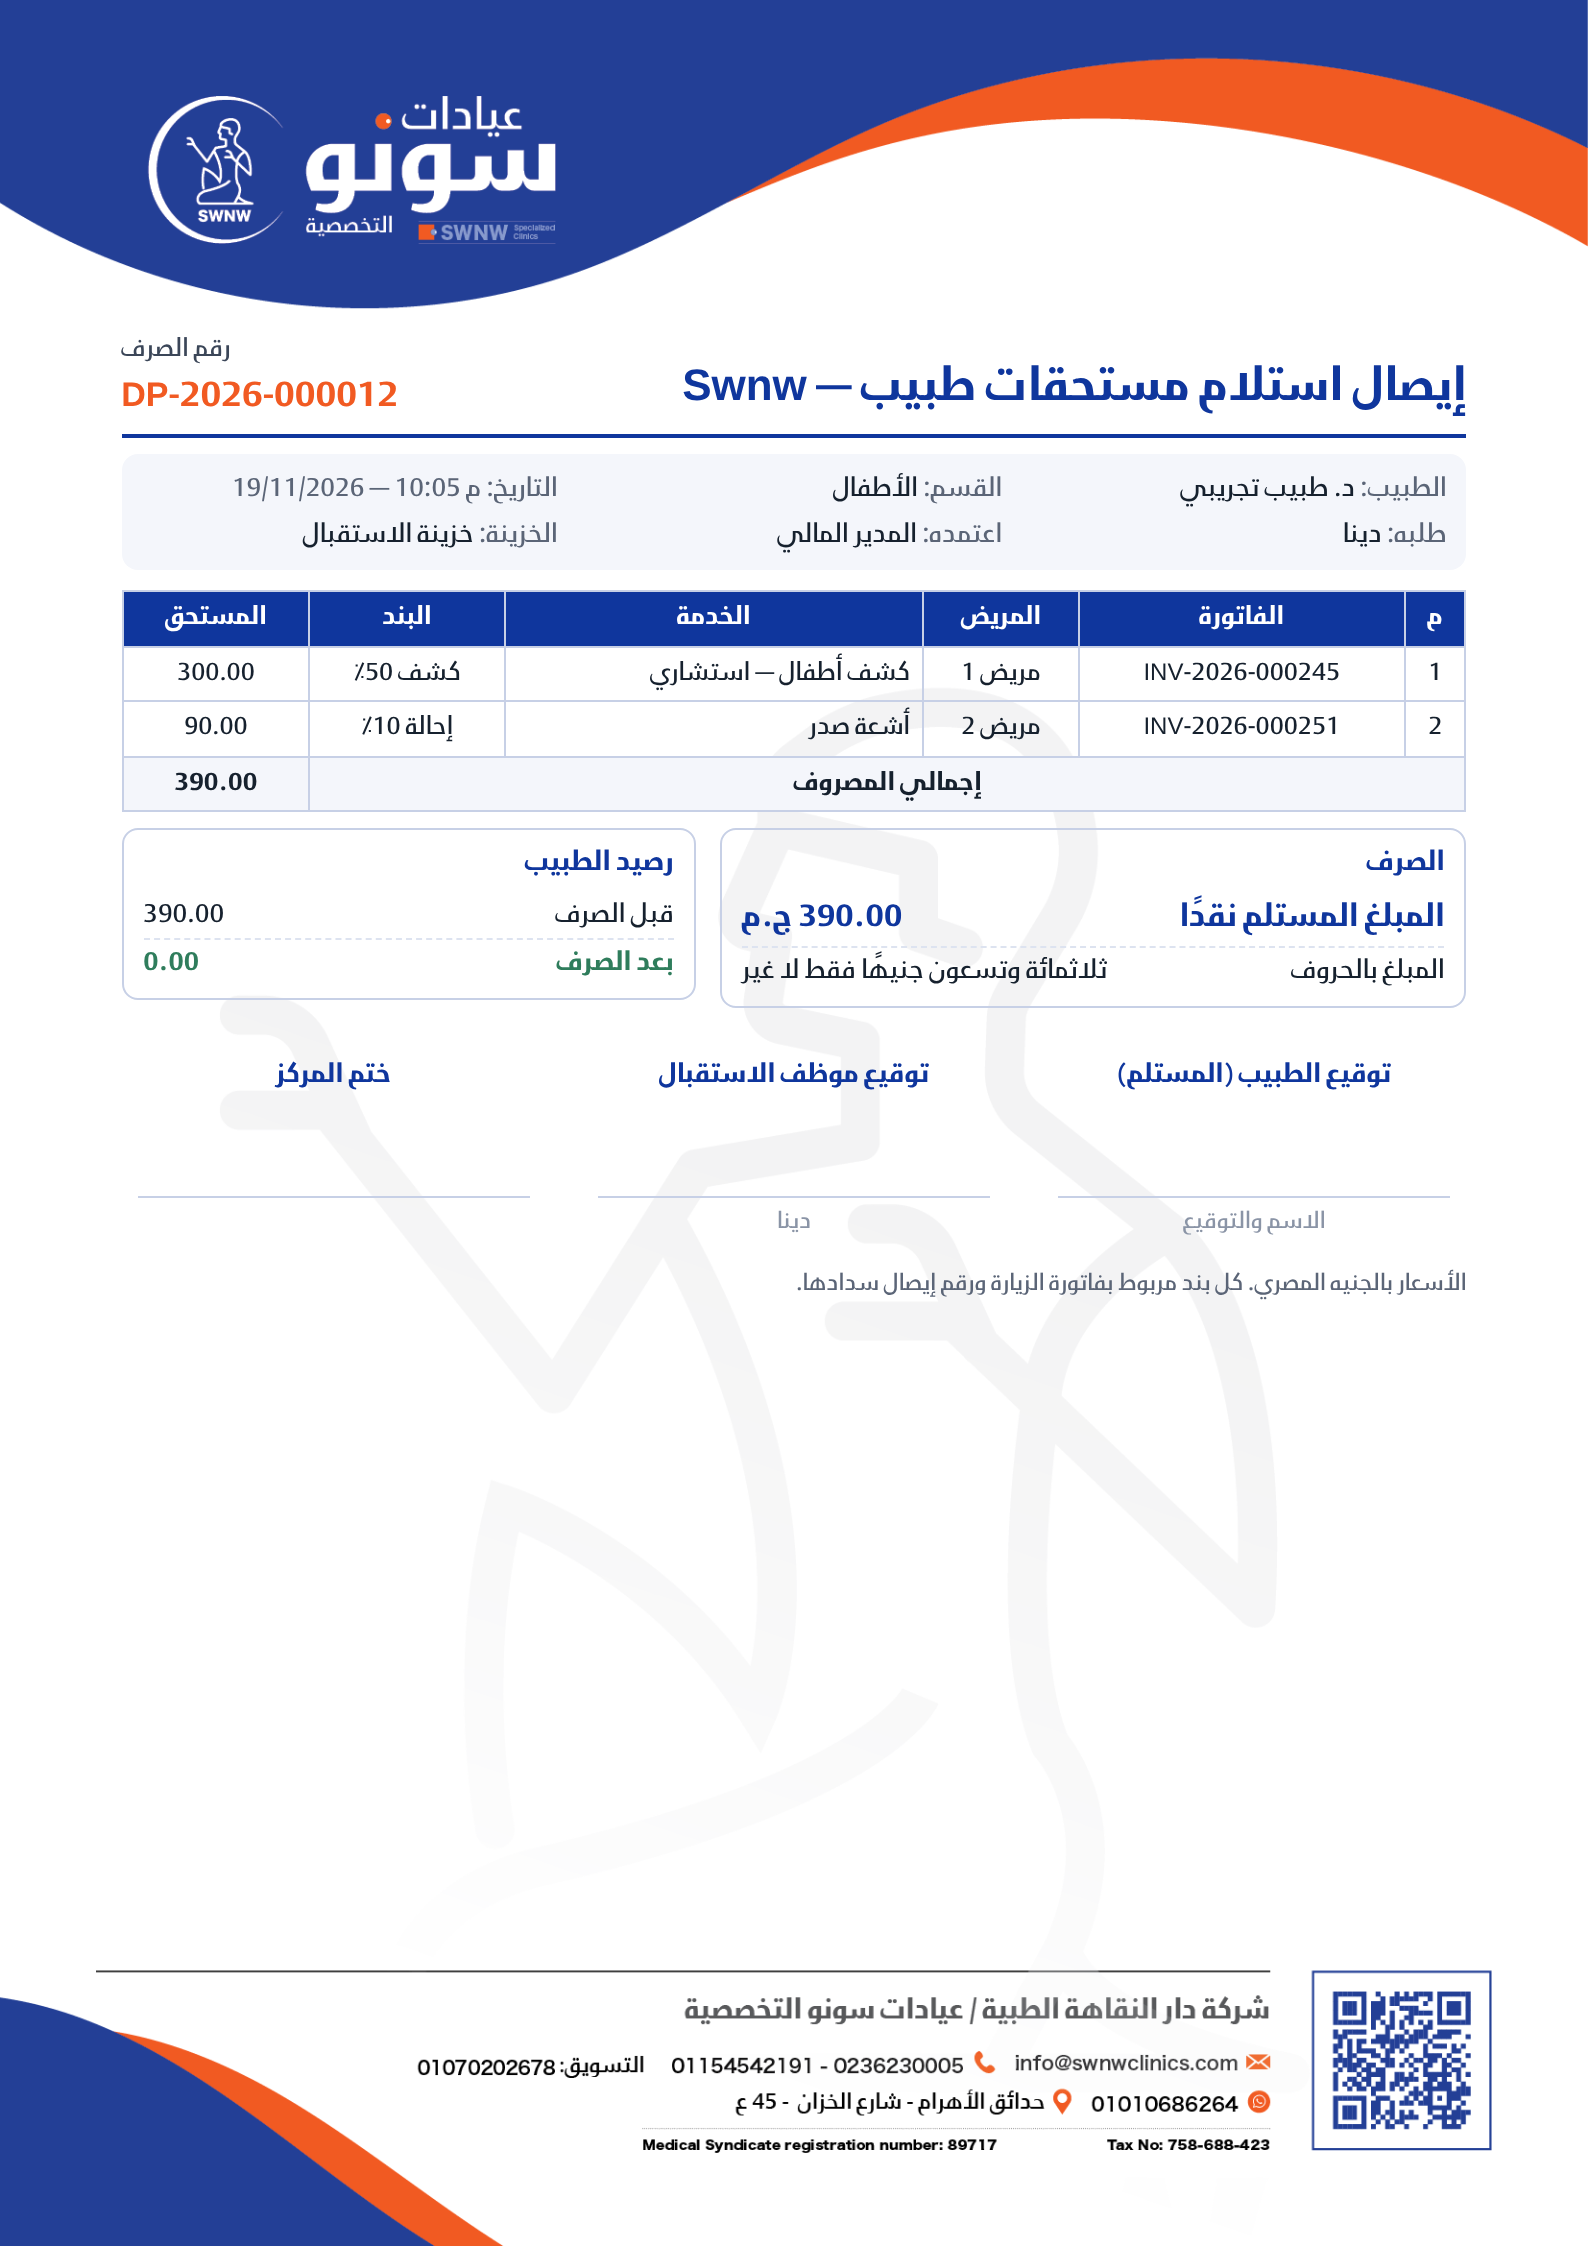 عيادات
سونو
التخصصية
SWNW Specialized Clinics
SWNW
رقم الصرف
DP-2026-000012
إيصال استلام مستحقات طبيب — Swnw
الطبيب: د. طبيب تجريبي القسم: الأطفال التاريخ: م 10:05 — 19/11/2026
طلبه: دينا اعتمده: المدير المالي الخزينة: خزينة الاستقبال
م الفاتورة المريض الخدمة البند المستحق
1 INV-2026-000245 مريض 1 كشف أطفال — استشاري كشف 50٪ 300.00
2 INV-2026-000251 مريض 2 أشعة صدر إحالة 10٪ 90.00
إجمالي المصروف 390.00
الصرف
المبلغ المستلم نقدًا 390.00 ج.م
المبلغ بالحروف ثلاثمائة وتسعون جنيهًا فقط لا غير
رصيد الطبيب
قبل الصرف 390.00
بعد الصرف 0.00
توقيع الطبيب (المستلم) توقيع موظف الاستقبال ختم المركز
الاسم والتوقيع دينا
الأسعار بالجنيه المصري. كل بند مربوط بفاتورة الزيارة ورقم إيصال سدادها.
شركة دار النقاهة الطبية / عيادات سونو التخصصية
info@swnwclinics.com 01154542191 - 0236230005 التسويق: 01070202678
01010686264 حدائق الأهرام - شارع الخزان - 45 ع
Medical Syndicate registration number: 89717 Tax No: 758-688-423